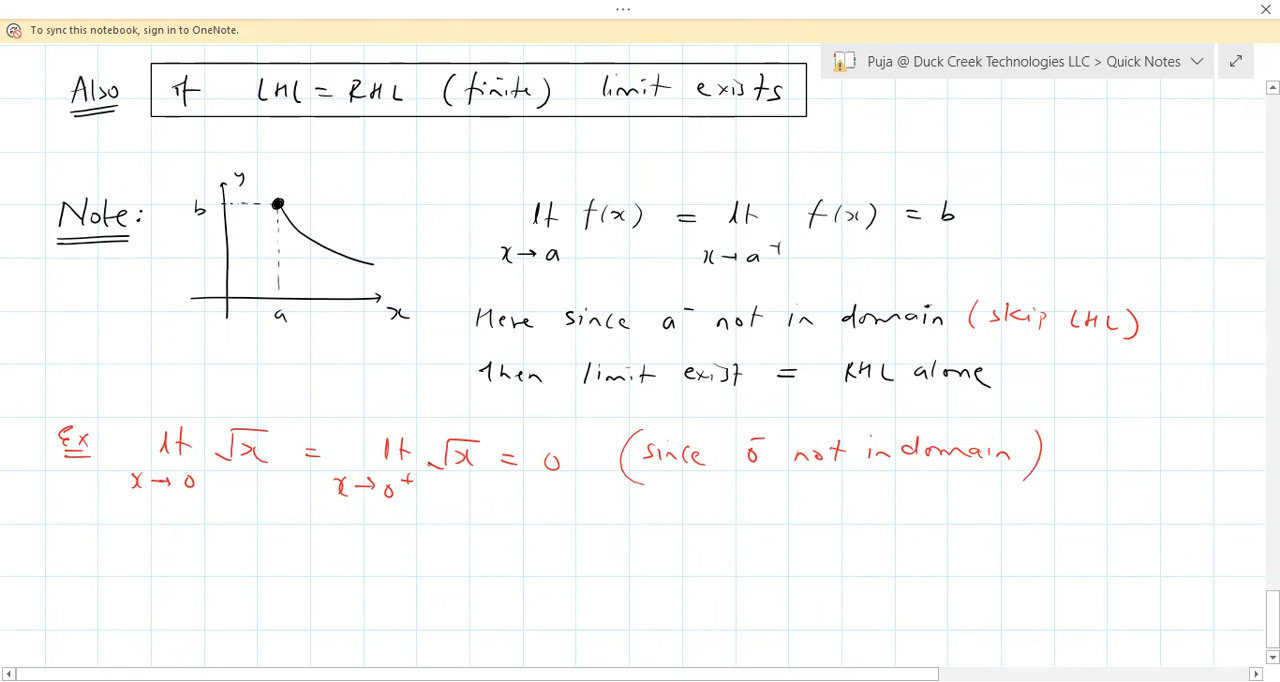 ...
To sync this notebook, sign in to OneNote.
Puja @ Duck Creek Technologies LLC > Quick Notes
Also If LHL = RHL (finite) limit exists
Note:
y
b
a
x
lt f(x) = lt f(x) = b
x→a x→a⁺
Here since a⁻ not in domain (skip LHL)
then limit exist = RHL alone
Ex lt √x = lt √x = 0 (since 0⁻ not in domain)
x→0 x→0⁺